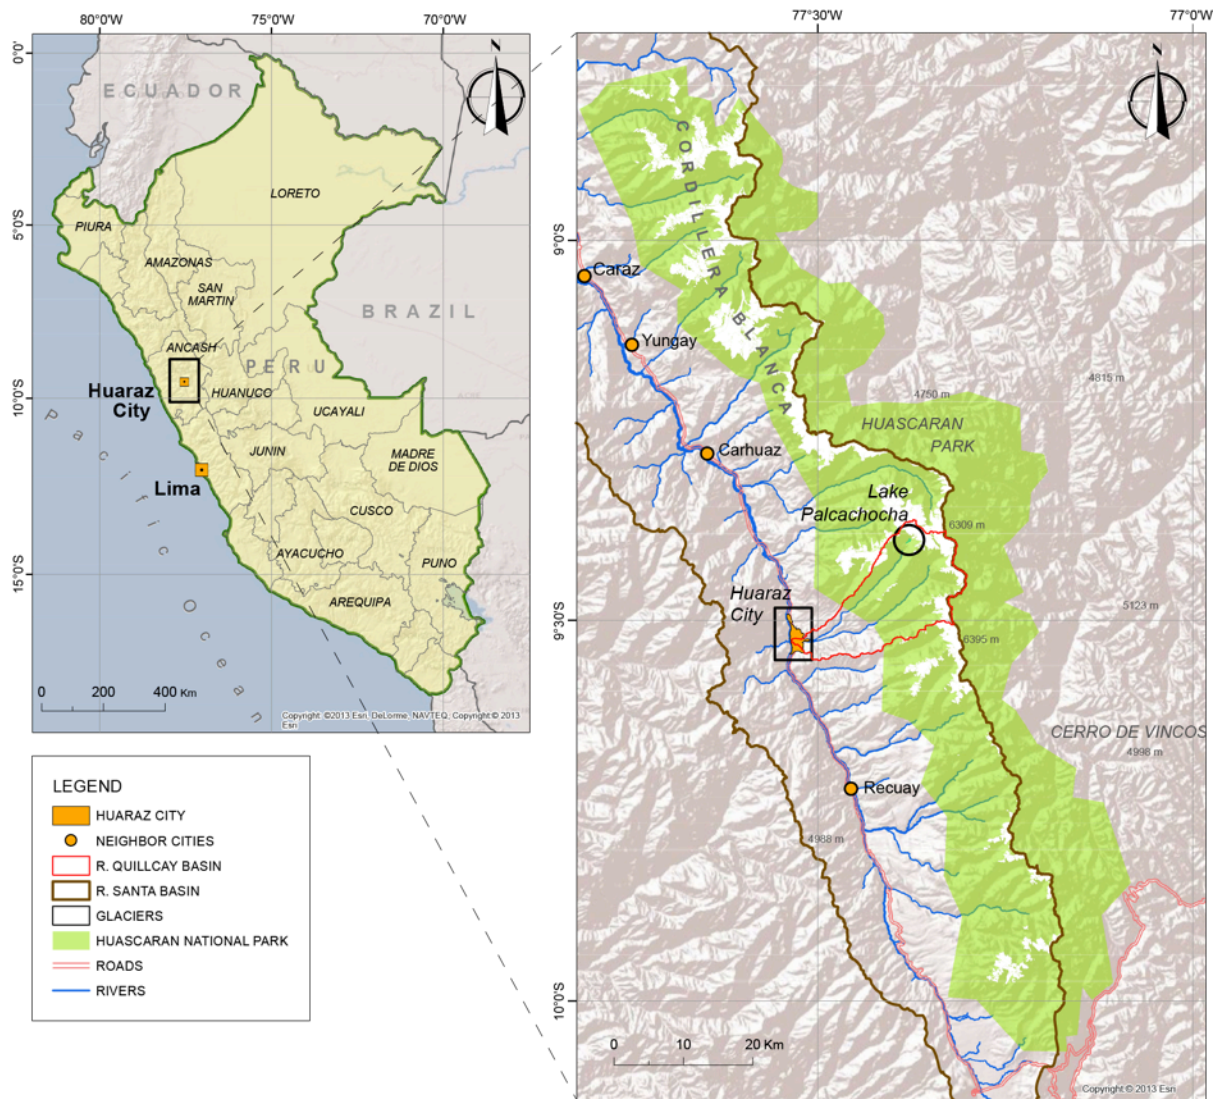 80°0'W
75°0'W
70°0'W
0°0'
5°0'S
10°0'S
15°0'S
N
ECUADOR
LORETO
PIURA
AMAZONAS
SAN
MARTIN
BRAZIL
ANCASH
PERU
Huaraz
City
HUANUCO
UCAYALI
JUNIN
MADRE
DE DIOS
Lima
CUSCO
AYACUCHO
PUNO
AREQUIPA
Pacific Ocean
0 200 400 Km
Copyright: ©2013 Esri, DeLorme, NAVTEQ, Copyright:© 2013
Esri
LEGEND
HUARAZ CITY
NEIGHBOR CITIES
R. QUILLCAY BASIN
R. SANTA BASIN
GLACIERS
HUASCARAN NATIONAL PARK
ROADS
RIVERS
77°30'W
77°0'W
9°0'S
9°30'S
10°0'S
N
CORDILLERA BLANCA
Caraz
Yungay
4815 m
4750 m
HUASCARAN
PARK
Carhuaz
Lake
Palcachocha
6309 m
Huaraz
City
5123 m
6395 m
CERRO DE VINCOS
4998 m
Recuay
4988 m
0 10 20 Km
Copyright:© 2013 Esri